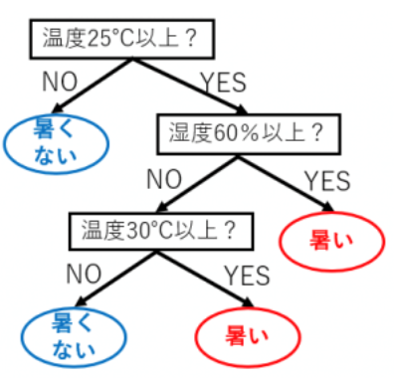 温度25℃以上？
NO
YES
暑く
ない
湿度60％以上？
NO
YES
温度30℃以上？
暑い
NO
YES
暑く
ない
暑い